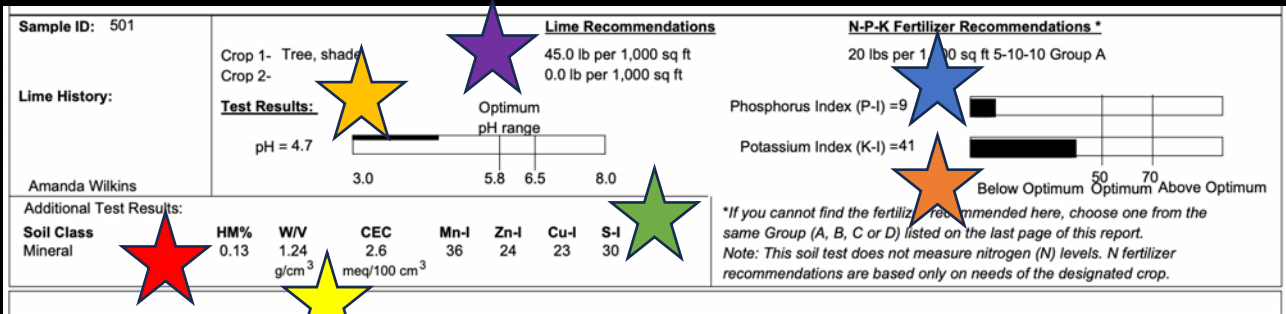 Sample ID: 501
Lime Recommendations
N-P-K Fertilizer Recommendations *
Crop 1- Tree, shade
45.0 lb per 1,000 sq ft
20 lbs per 1 00 sq ft 5-10-10 Group A
Crop 2-
0.0 lb per 1,000 sq ft
Lime History:
Test Results:
Optimum
pH range
Phosphorus Index (P-I) =9
pH = 4.7
Potassium Index (K-I) =41
3.0 5.8 6.5 8.0
50 70
Below Optimum Optimum Above Optimum
Amanda Wilkins
Additional Test Results:
Soil Class HM% W/V CEC Mn-I Zn-I Cu-I S-I
Mineral 0.13 1.24 2.6 36 24 23 30
g/cm3 meq/100 cm3
*If you cannot find the fertilizer recommended here, choose one from the
same Group (A, B, C or D) listed on the last page of this report.
Note: This soil test does not measure nitrogen (N) levels. N fertilizer
recommendations are based only on needs of the designated crop.